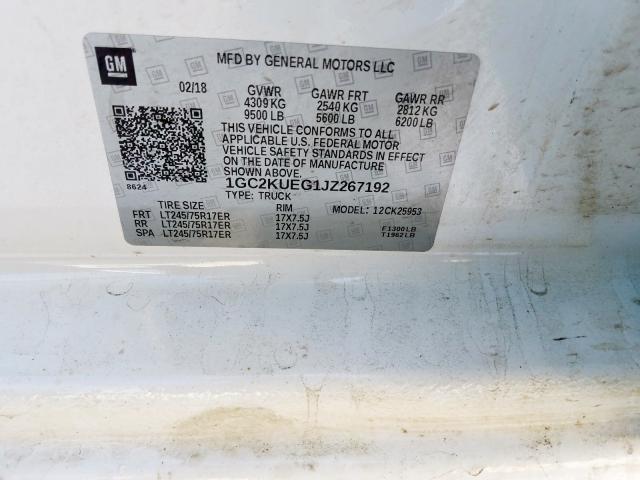 GM
MFD BY GENERAL MOTORS LLC
02/18 GVWR GAWR FRT GAWR RR
4309 KG 2540 KG 2812 KG
9500 LB 5600 LB 6200 LB
THIS VEHICLE CONFORMS TO ALL
APPLICABLE U.S. FEDERAL MOTOR
VEHICLE SAFETY STANDARDS IN EFFECT
ON THE DATE OF MANUFACTURE
SHOWN ABOVE.
8624 1GC2KUEG1JZ267192
TYPE: TRUCK
TIRE SIZE RIM MODEL: 12CK25953
FRT LT245/75R17ER 17X7.5J
RR LT245/75R17ER 17X7.5J F1300LB
SPA LT245/75R17ER 17X7.5J T1962LB